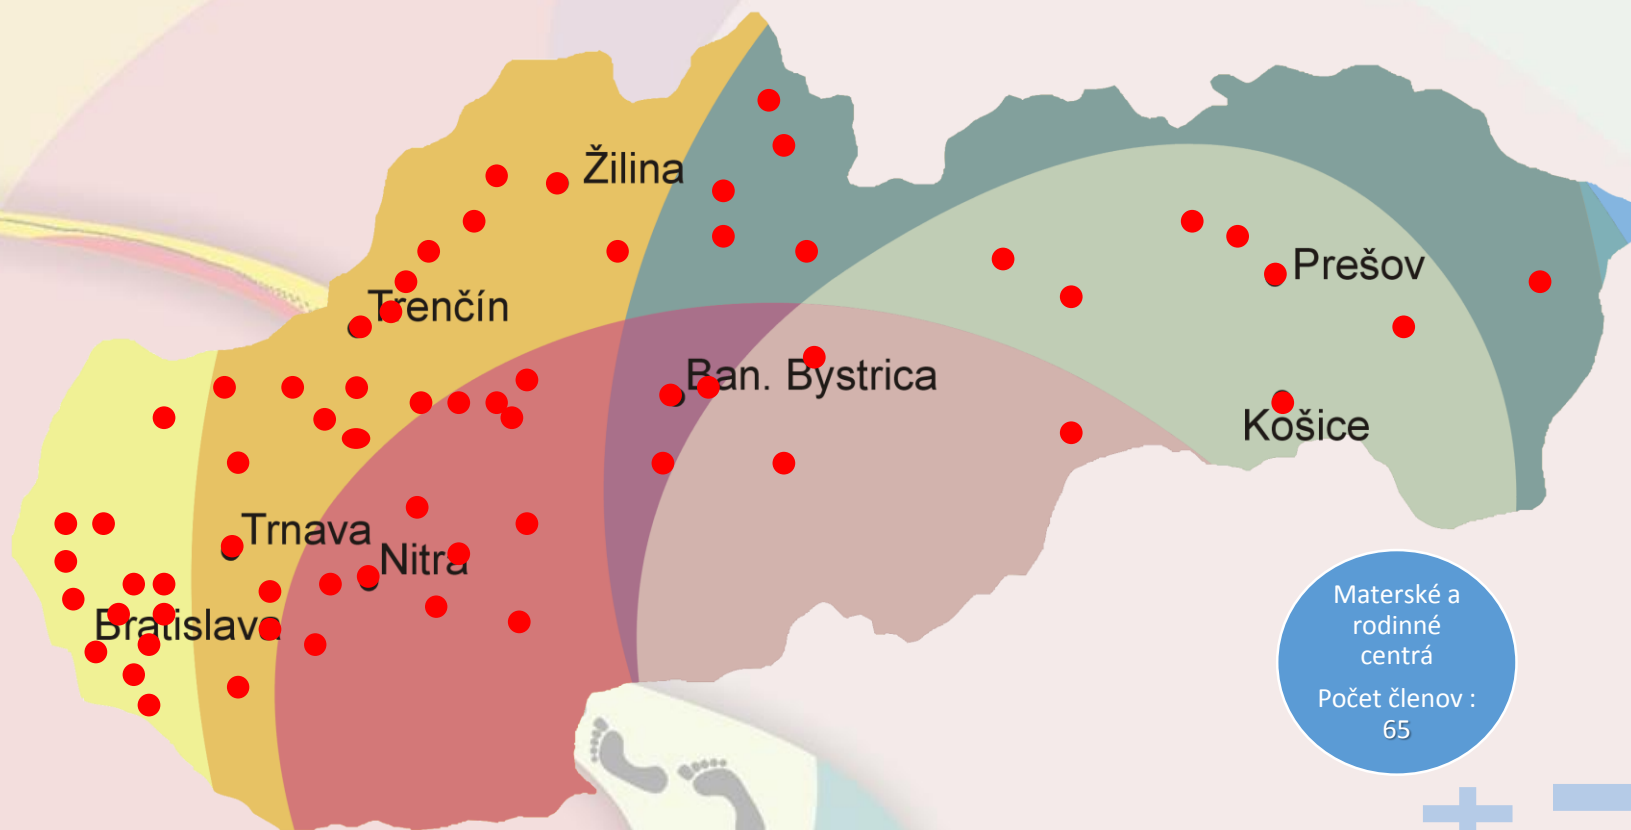 Žilina
Prešov
Trenčín
Ban. Bystrica
Košice
Trnava
Nitra
Bratislava
Materské a
rodinné
centrá
Počet členov :
65